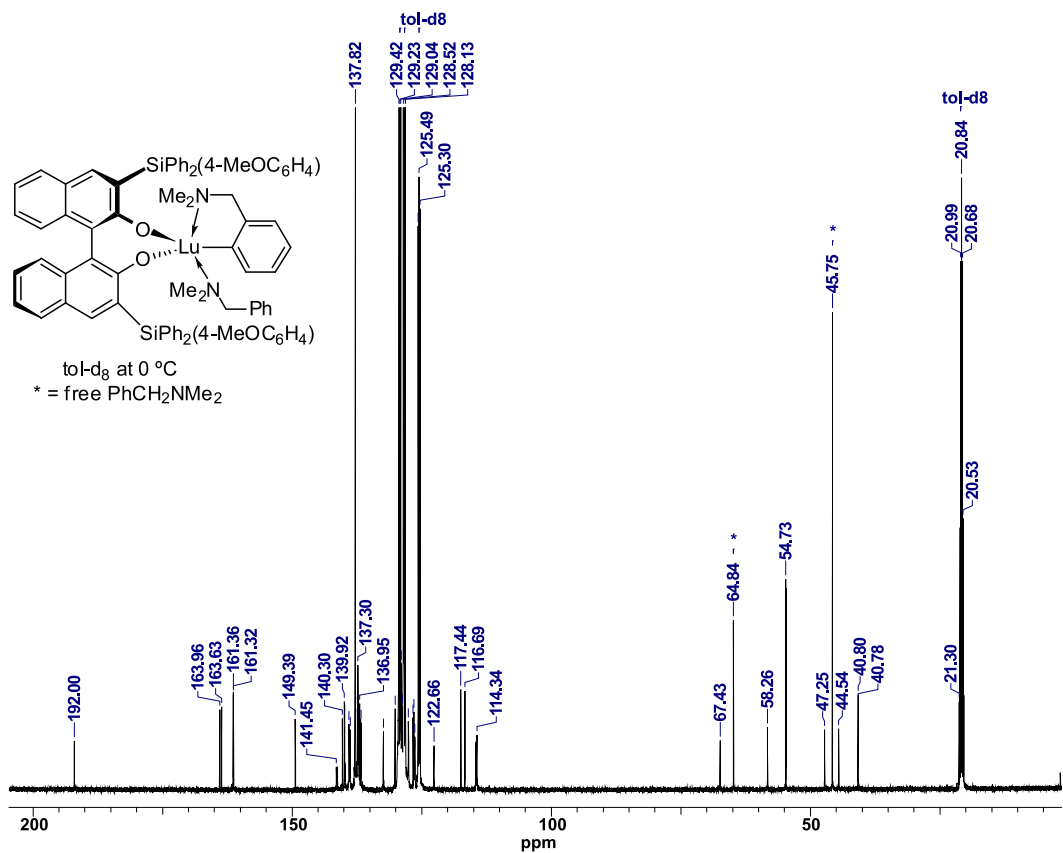 tol-d8
137.82
129.42
129.23
129.04
128.52
128.13
125.49
125.30
tol-d8
20.84
20.99
20.68
20.53
21.30
45.75 *
64.84 *
54.73
67.43
58.26
47.25
44.54
40.80
40.78
192.00
163.96
163.63
161.36
161.32
149.39
141.45
140.30
139.92
137.30
136.95
122.66
117.44
116.69
114.34
SiPh2(4-MeOC6H4)
Me2
N
O
Lu
O
N
Me2
Ph
SiPh2(4-MeOC6H4)
tol-d8 at 0 ºC
* = free PhCH2NMe2
200 150 100 50
ppm